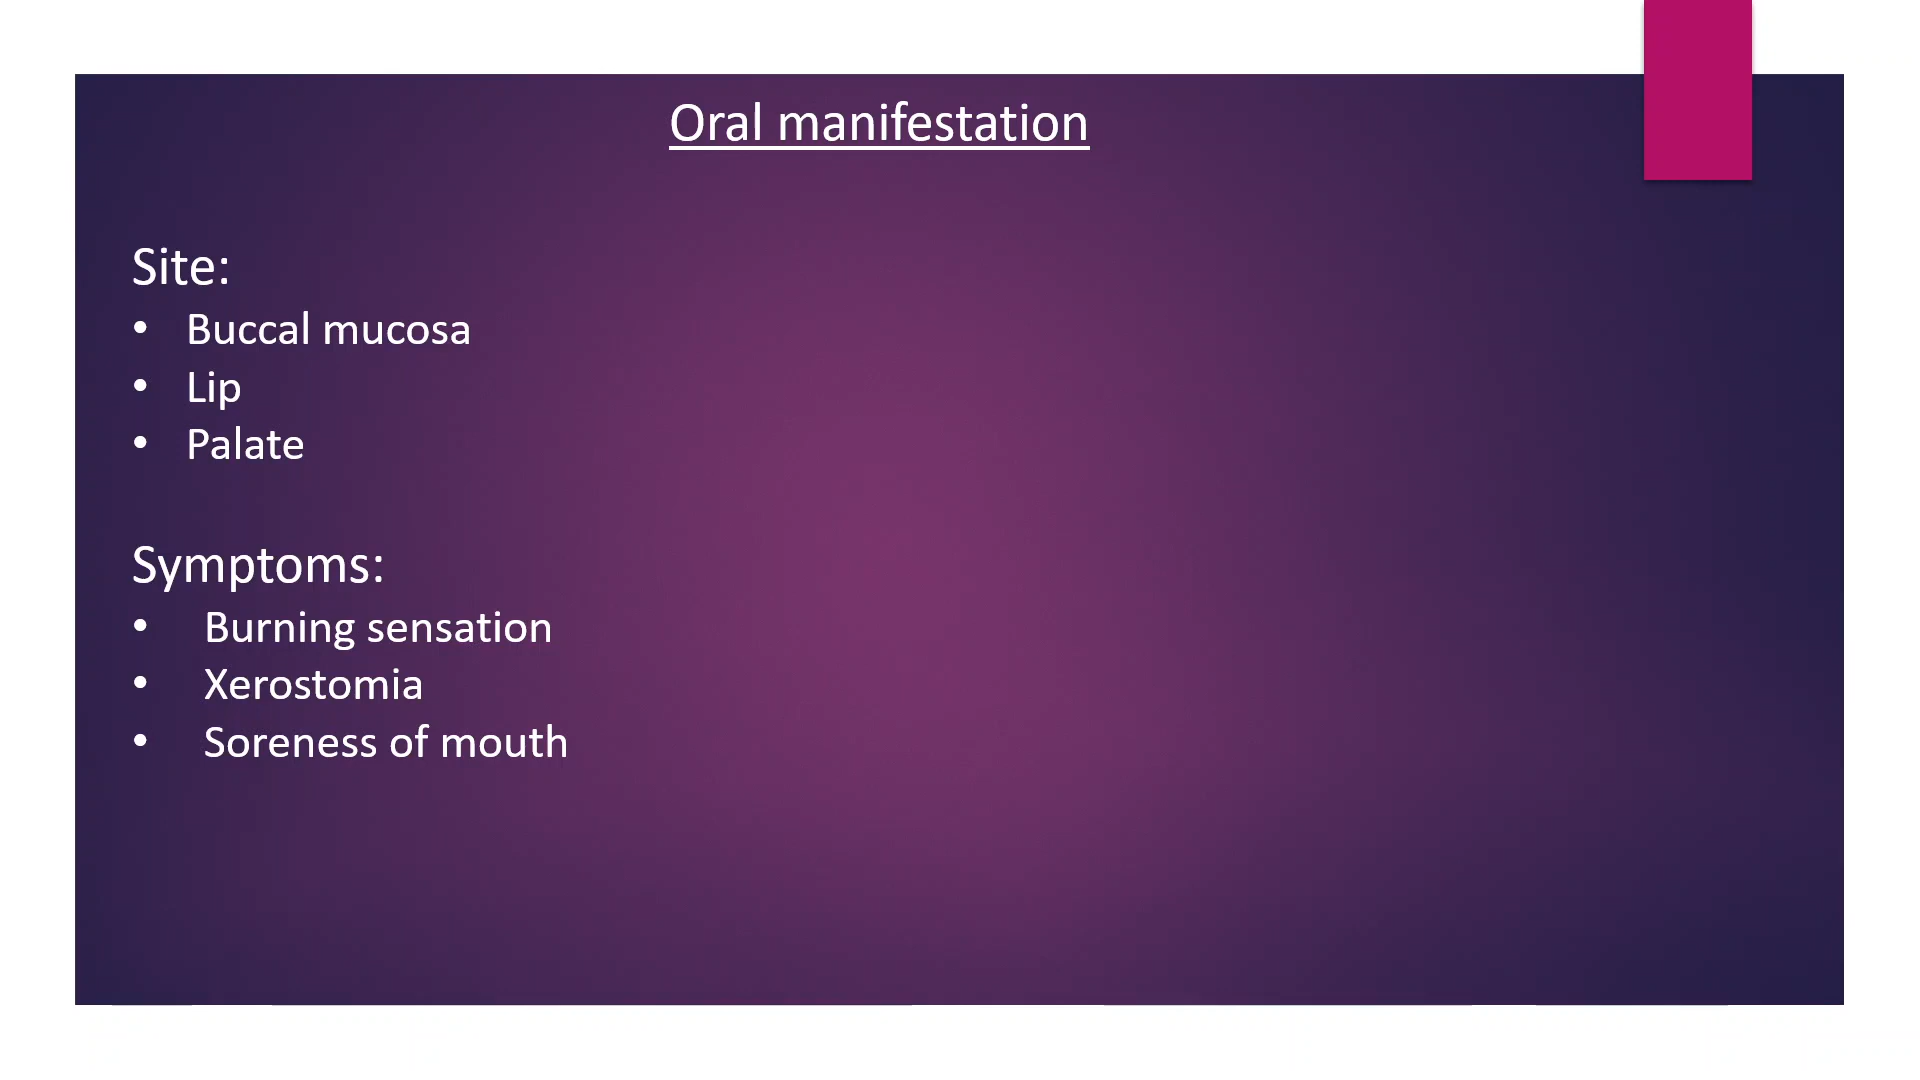 Oral manifestation
Site:
• Buccal mucosa
• Lip
• Palate
Symptoms:
• Burning sensation
• Xerostomia
• Soreness of mouth